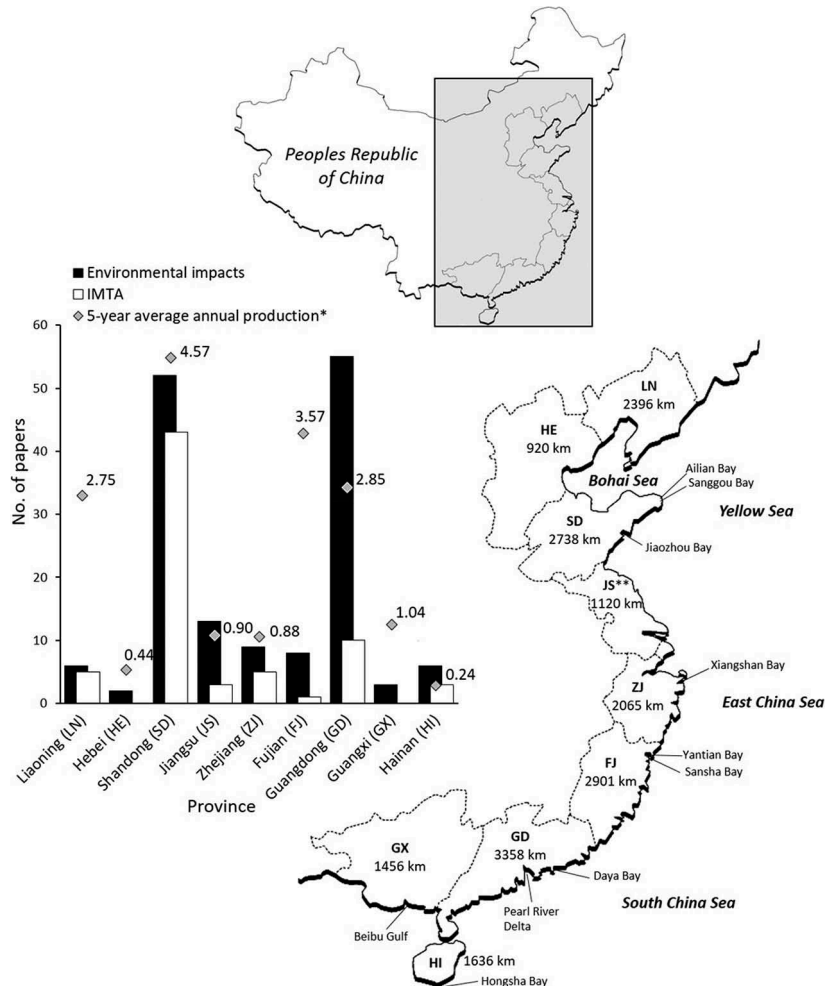 Peoples Republic
of China
Environmental impacts
IMTA
5-year average annual production*
No. of papers
60
50
40
30
20
10
0
2.75
0.44
4.57
0.90
0.88
3.57
2.85
1.04
0.24
Liaoning (LN)
Hebei (HE)
Shandong (SD)
Jiangsu (JS)
Zhejiang (ZJ)
Fujian (FJ)
Guangdong (GD)
Guangxi (GX)
Hainan (HI)
Province
LN
2396 km
HE
920 km
Bohai Sea
Ailian Bay
Sanggou Bay
Yellow Sea
SD
2738 km
Jiaozhou Bay
JS**
1120 km
Xiangshan Bay
ZJ
2065 km
East China Sea
FJ
2901 km
Yantian Bay
Sansha Bay
GX
1456 km
GD
3358 km
Daya Bay
Pearl River
Delta
South China Sea
Beibu Gulf
HI
1636 km
Hongsha Bay